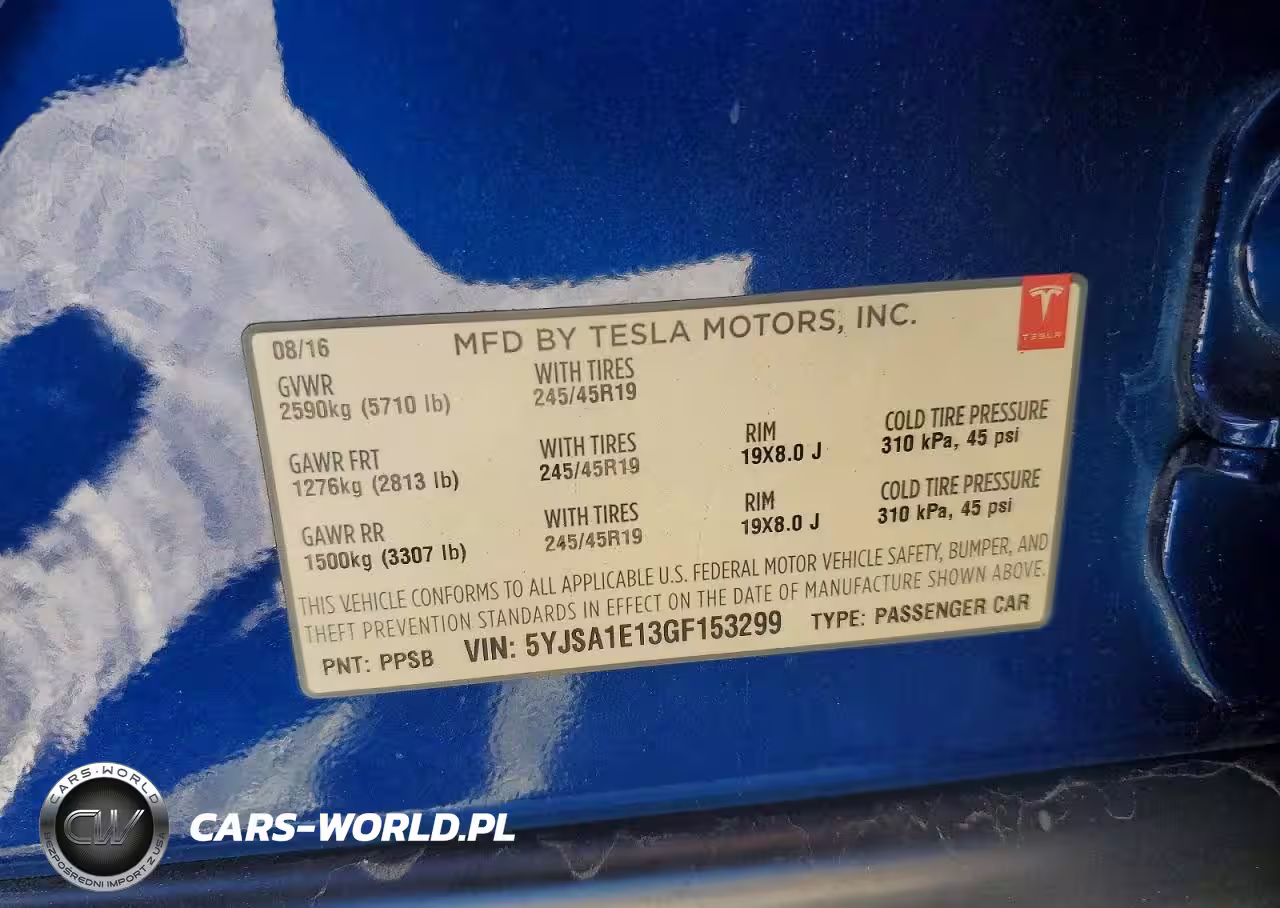 08/16
MFD BY TESLA MOTORS, INC.
TESLA
GVWR
2590kg (5710 lb)
WITH TIRES
245/45R19
GAWR FRT
1276kg (2813 lb)
WITH TIRES
245/45R19
RIM
19X8.0 J
COLD TIRE PRESSURE
310 kPa, 45 psi
GAWR RR
1500kg (3307 lb)
WITH TIRES
245/45R19
RIM
19X8.0 J
COLD TIRE PRESSURE
310 kPa, 45 psi
THIS VEHICLE CONFORMS TO ALL APPLICABLE U.S. FEDERAL MOTOR VEHICLE SAFETY, BUMPER, AND
THEFT PREVENTION STANDARDS IN EFFECT ON THE DATE OF MANUFACTURE SHOWN ABOVE.
PNT: PPSB VIN: 5YJSA1E13GF153299 TYPE: PASSENGER CAR
CARS-WORLD
CW
BEZPOŚREDNI IMPORT Z USA
CARS-WORLD.PL